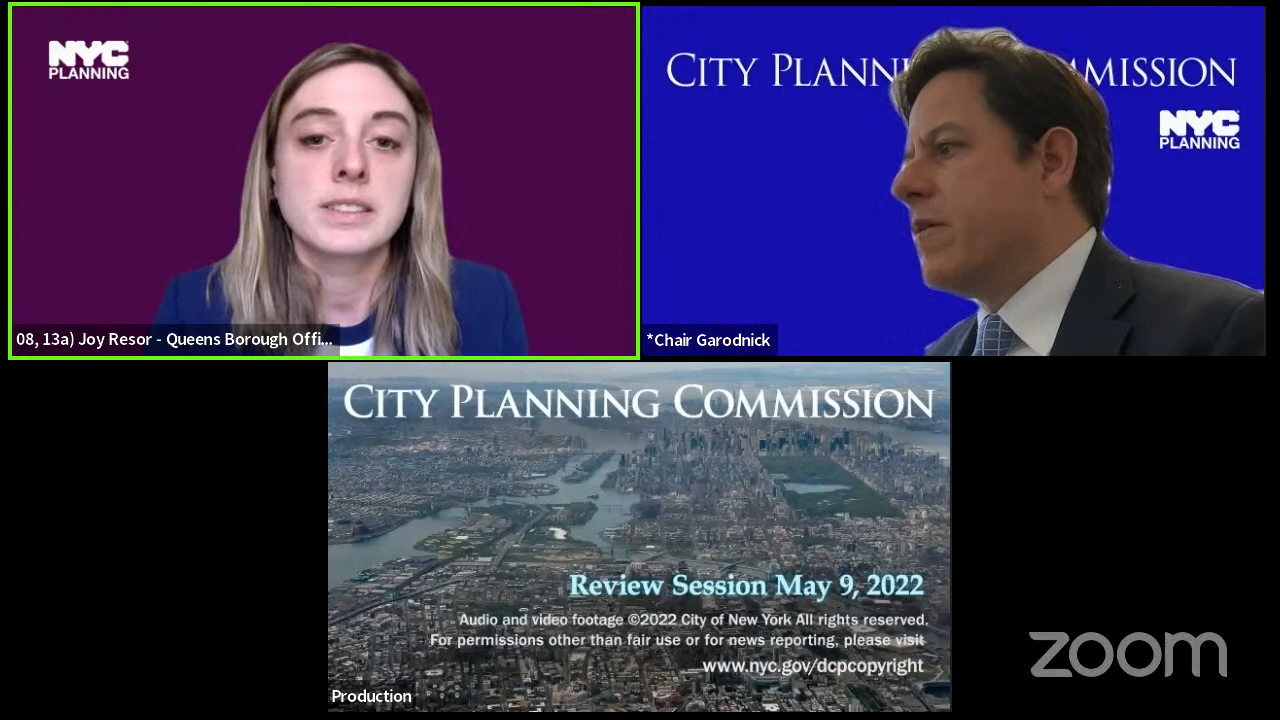 NYC
PLANNING
CITY PLANN MMISSION
NYC
PLANNING
08, 13a) Joy Resor - Queens Borough Offi...
*Chair Garodnick
CITY PLANNING COMMISSION
Review Session May 9, 2022
Audio and video footage ©2022 City of New York All rights reserved.
For permissions other than fair use or for news reporting, please visit
www.nyc.gov/dcpcopyright
Production
zoom